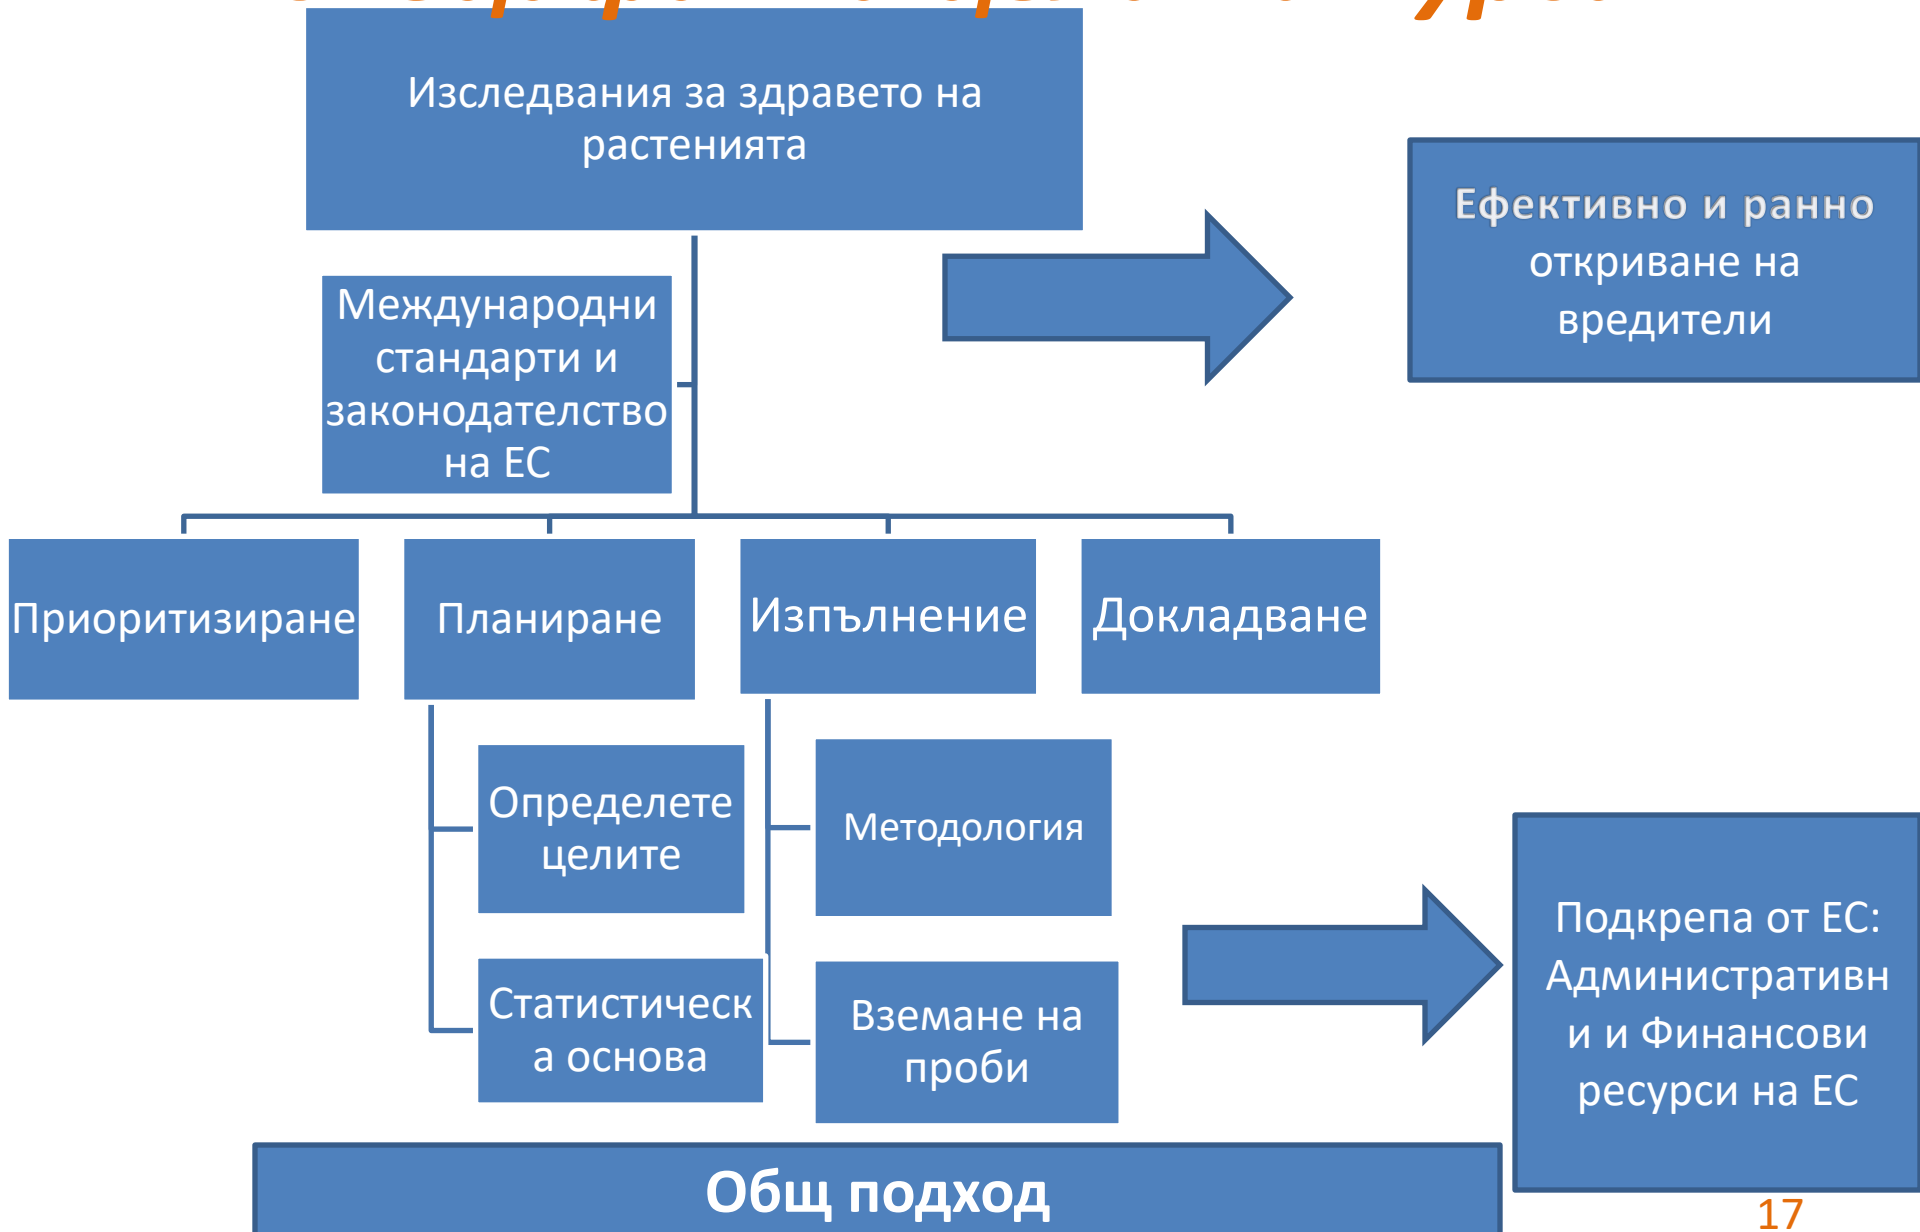 Изследвания за здравето на
растенията
Ефективно и ранно
откриване на
вредители
Международни
стандарти и
законодателство
на ЕС
Приоритизиране
Планиране
Изпълнение
Докладване
Определете
целите
Методология
Статистическ
а основа
Вземане на
проби
Подкрепа от ЕС:
Административн
и и Финансови
ресурси на ЕС
Общ подход
17